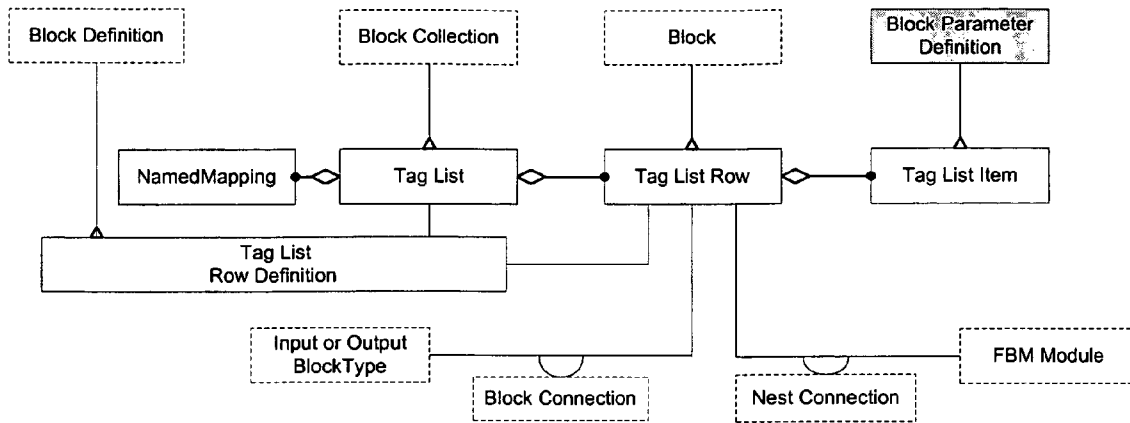 Block Definition
Block Collection
Block
Block Parameter
Definition
NamedMapping
Tag List
Tag List Row
Tag List Item
Tag List
Row Definition
Input or Output
BlockType
Block Connection
Nest Connection
FBM Module